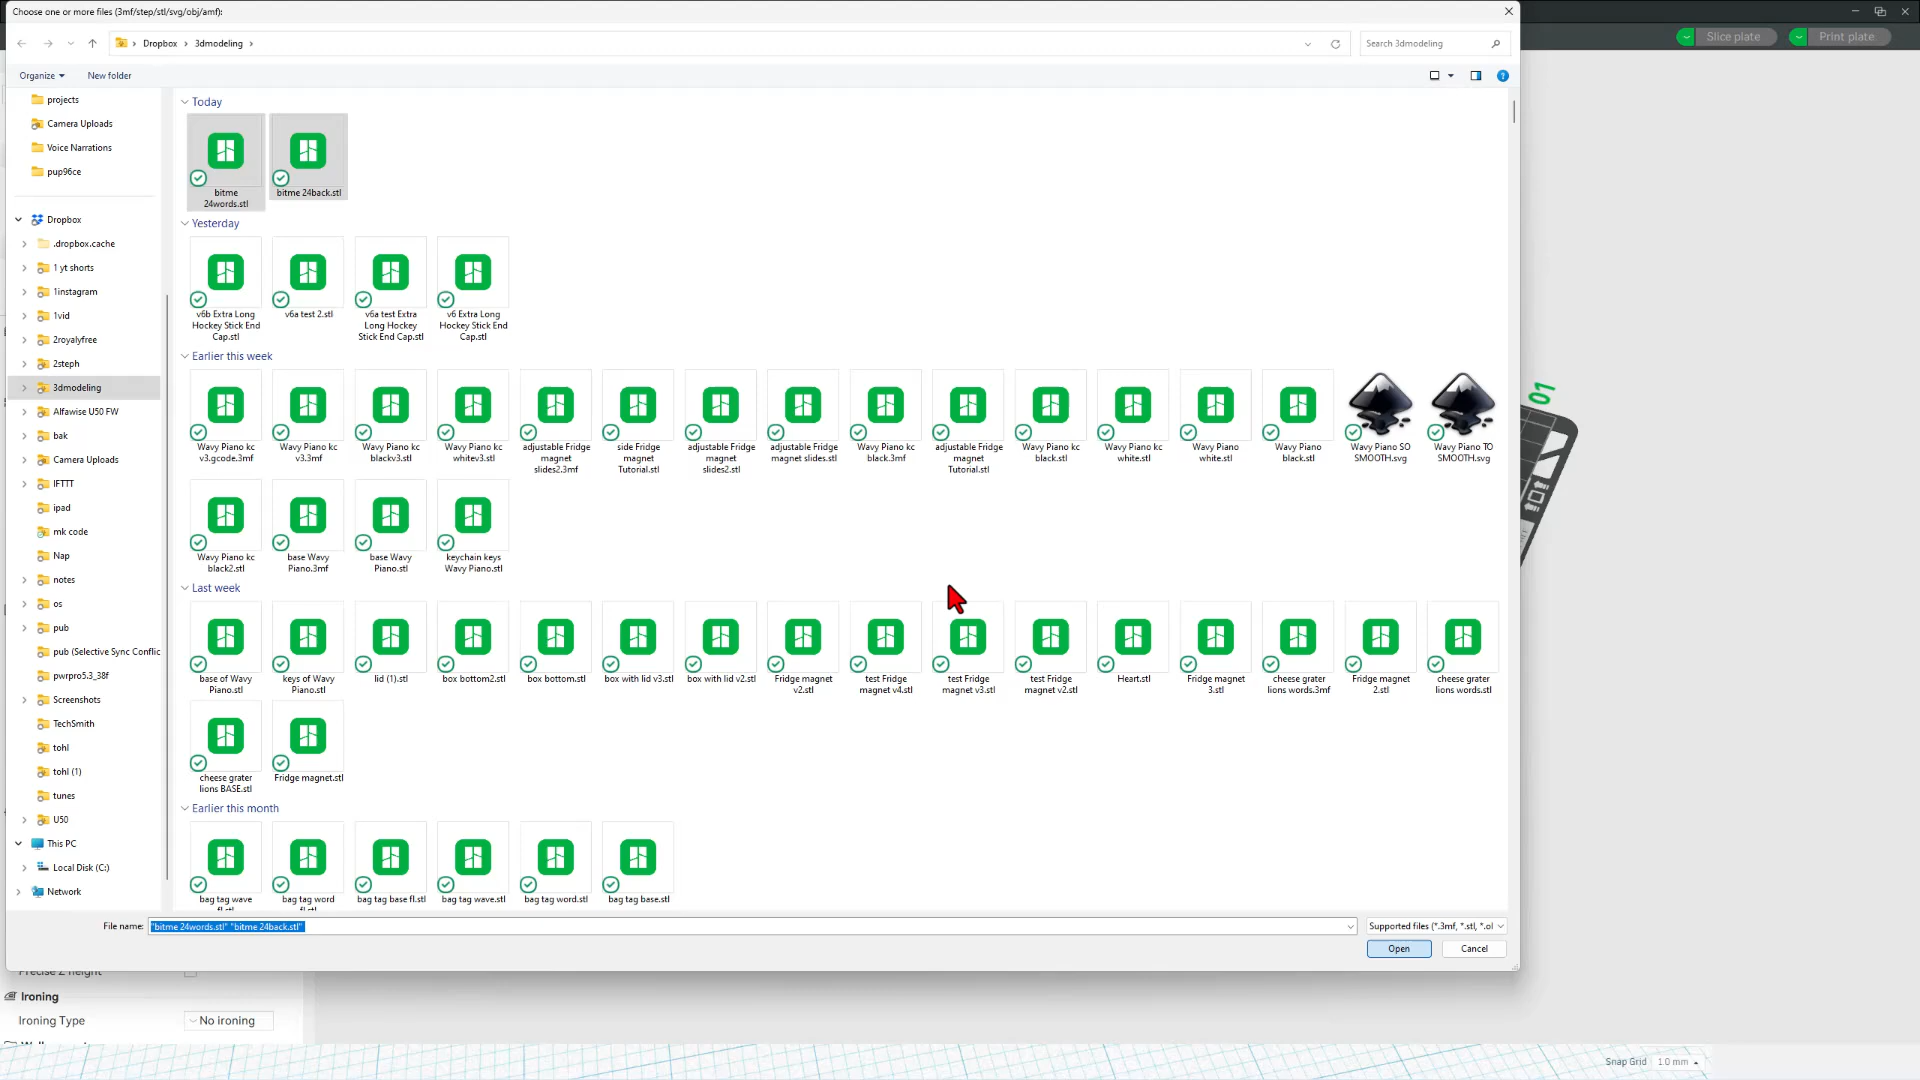 Choose one or more files (3mf/step/stl/svg/obj/amf):
Slice plate
Print plate
Dropbox
3dmodeling
Search 3dmodeling
Organize
New folder
projects
Camera Uploads
Voice Narrations
pup96ce
Dropbox
.dropbox.cache
1 yt shorts
1instagram
1vid
2royalyfree
2steph
3dmodeling
Alfawise U50 FW
bak
Camera Uploads
IFTTT
ipad
mk code
Nap
notes
os
pub
pub (Selective Sync Conflic
pwrpro5.3_38f
Screenshots
TechSmith
tohl
tohl (1)
tunes
U50
This PC
Local Disk (C:)
Network
Today
bitme
24words.stl
bitme 24back.stl
Yesterday
v6b Extra Long
Hockey Stick End
Cap.stl
v6a test 2.stl
v6a test Extra
Long Hockey
Stick End Cap.stl
v6 Extra Long
Hockey Stick End
Cap.stl
Earlier this week
Wavy Piano kc
v3.gcode.3mf
Wavy Piano kc
v3.3mf
Wavy Piano kc
blackv3.stl
Wavy Piano kc
whitev3.stl
adjustable Fridge
magnet
slides2.3mf
side Fridge
magnet
Tutorial.stl
adjustable Fridge
magnet
slides2.stl
adjustable Fridge
magnet slides.stl
Wavy Piano kc
black.3mf
adjustable Fridge
magnet
Tutorial.stl
Wavy Piano kc
black.stl
Wavy Piano kc
white.stl
Wavy Piano
white.stl
Wavy Piano
black.stl
Wavy Piano SO
SMOOTH.svg
Wavy Piano TO
SMOOTH.svg
Wavy Piano kc
black2.stl
base Wavy
Piano.3mf
base Wavy
Piano.stl
keychain keys
Wavy Piano.stl
Last week
base of Wavy
Piano.stl
keys of Wavy
Piano.stl
lid (1).stl
box bottom2.stl
box bottom.stl
box with lid v3.stl
box with lid v2.stl
Fridge magnet
v2.stl
test Fridge
magnet v4.stl
test Fridge
magnet v3.stl
test Fridge
magnet v2.stl
Heart.stl
Fridge magnet
3.stl
cheese grater
lions words.3mf
Fridge magnet
2.stl
cheese grater
lions words.stl
cheese grater
lions BASE.stl
Fridge magnet.stl
Earlier this month
bag tag wave
fl.stl
bag tag word
fl.stl
bag tag base fl.stl
bag tag wave.stl
bag tag word.stl
bag tag base.stl
File name:
"bitme 24words.stl" "bitme 24back.stl"
Supported files (*.3mf, *.stl, *.ol
Open
Cancel
01
Precise Z height
Ironing
Ironing Type
No ironing
Snap Grid
1.0 mm